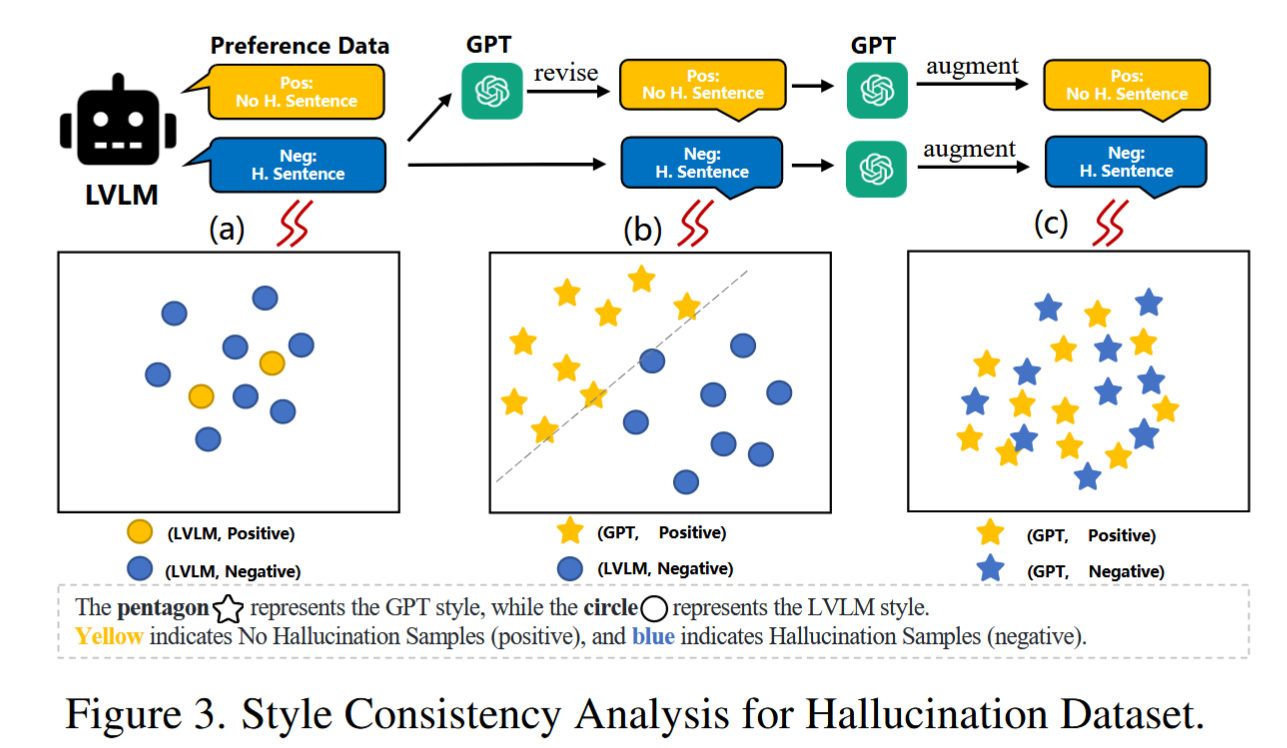 Preference Data
GPT
GPT
Pos:
No H. Sentence
revise
Pos:
No H. Sentence
augment
Pos:
No H. Sentence
Neg:
H. Sentence
Neg:
H. Sentence
augment
Neg:
H. Sentence
LVLM
(a)
(b)
(c)
(LVLM, Positive)
(LVLM, Negative)
(GPT, Positive)
(LVLM, Negative)
(GPT, Positive)
(GPT, Negative)
The pentagon represents the GPT style, while the circle represents the LVLM style.
Yellow indicates No Hallucination Samples (positive), and blue indicates Hallucination Samples (negative).
Figure 3. Style Consistency Analysis for Hallucination Dataset.